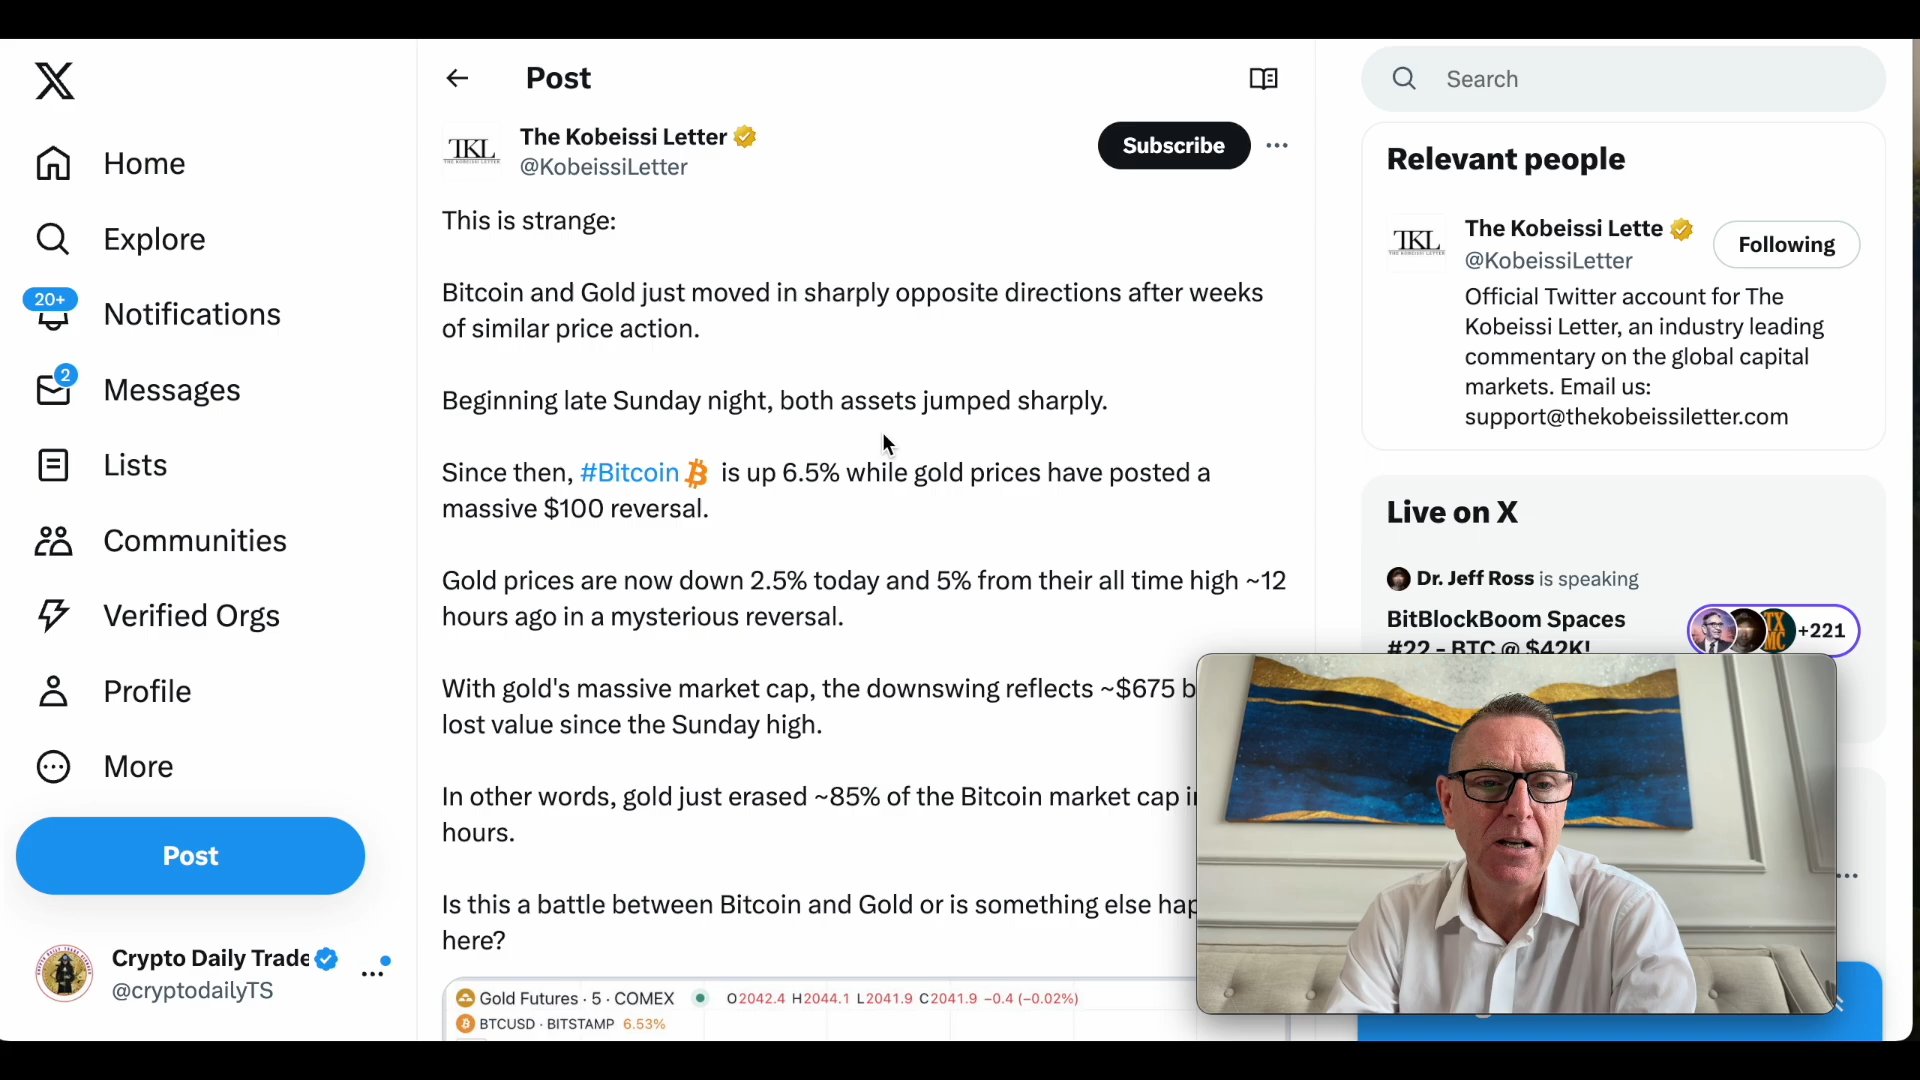 Post
Search
Home
Explore
20+
Notifications
2
Messages
Lists
Communities
Verified Orgs
Profile
More
Post
Crypto Daily Trade
@cryptodailyTS
TKL
The Kobeissi Letter
@KobeissiLetter
Subscribe
This is strange:
Bitcoin and Gold just moved in sharply opposite directions after weeks
of similar price action.
Beginning late Sunday night, both assets jumped sharply.
Since then, #Bitcoin is up 6.5% while gold prices have posted a
massive $100 reversal.
Gold prices are now down 2.5% today and 5% from their all time high ~12
hours ago in a mysterious reversal.
With gold's massive market cap, the downswing reflects ~$675 b
lost value since the Sunday high.
In other words, gold just erased ~85% of the Bitcoin market cap i
hours.
Is this a battle between Bitcoin and Gold or is something else hap
here?
Gold Futures · 5 · COMEX O2042.4 H2044.1 L2041.9 C2041.9 −0.4 (−0.02%)
BTCUSD · BITSTAMP 6.53%
Relevant people
TKL
The Kobeissi Lette
@KobeissiLetter
Following
Official Twitter account for The
Kobeissi Letter, an industry leading
commentary on the global capital
markets. Email us:
support@thekobeissiletter.com
Live on X
Dr. Jeff Ross is speaking
BitBlockBoom Spaces
#22 - BTC @ $42K!
TX
MC
+221